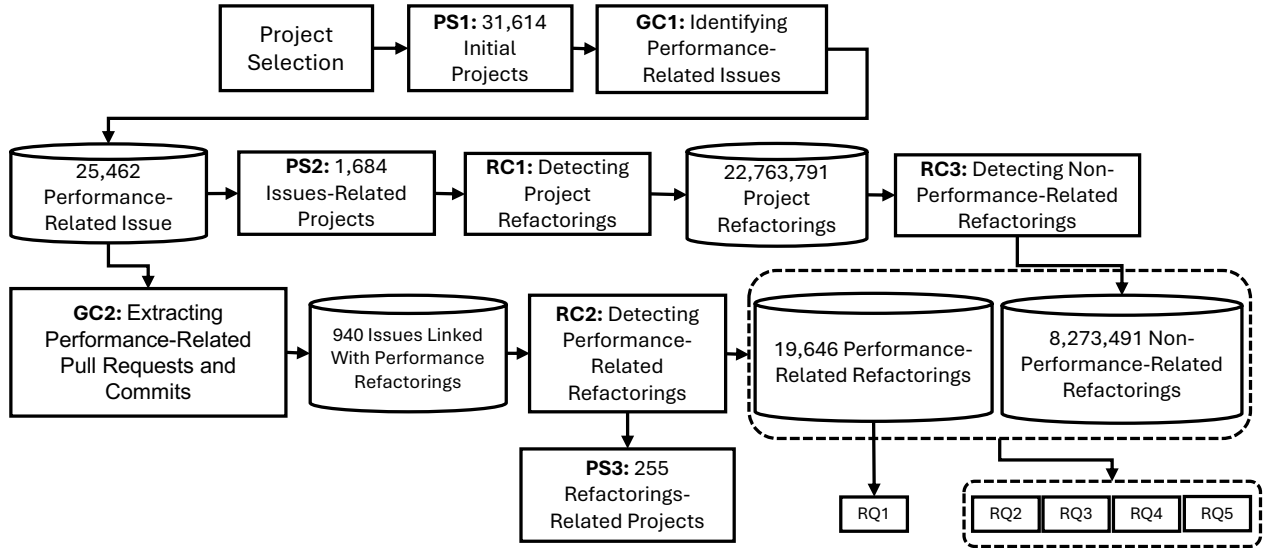 Project
Selection
PS1: 31,614
Initial
Projects
GC1: Identifying
Performance-
Related Issues
25,462
Performance-
Related Issue
PS2: 1,684
Issues-Related
Projects
RC1: Detecting
Project
Refactorings
22,763,791
Project
Refactorings
RC3: Detecting Non-
Performance-Related
Refactorings
GC2: Extracting
Performance-Related
Pull Requests and
Commits
940 Issues Linked
With Performance
Refactorings
RC2: Detecting
Performance-
Related
Refactorings
19,646 Performance-
Related Refactorings
8,273,491 Non-
Performance-Related
Refactorings
PS3: 255
Refactorings-
Related Projects
RQ1
RQ2
RQ3
RQ4
RQ5